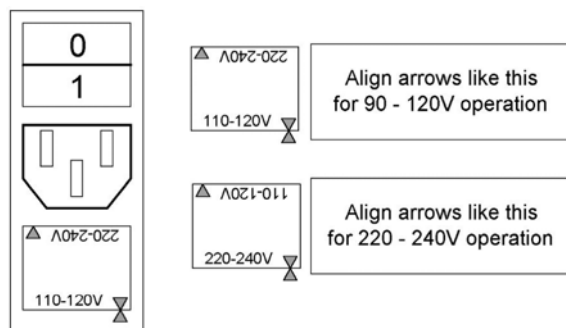 0
1
220-240V
110-120V
220-240V
110-120V
Align arrows like this
for 90 - 120V operation
110-120V
220-240V
Align arrows like this
for 220 - 240V operation